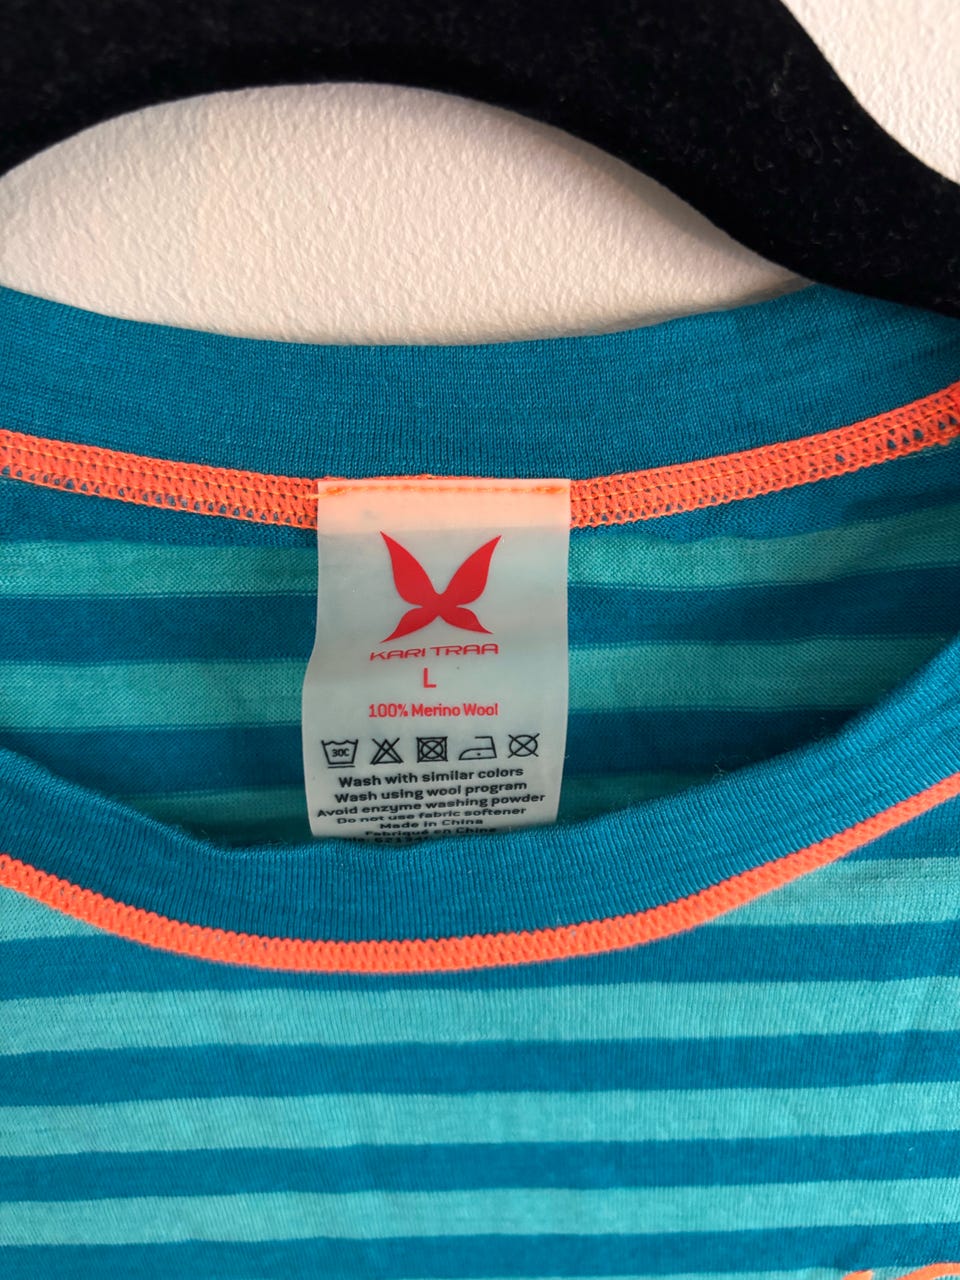 KARI TRAA
L
100% Merino Wool
30C
Wash with similar colors
Wash using wool program
Avoid enzyme washing powder
Do not use fabric softener
Made in China
Fabriqué en China